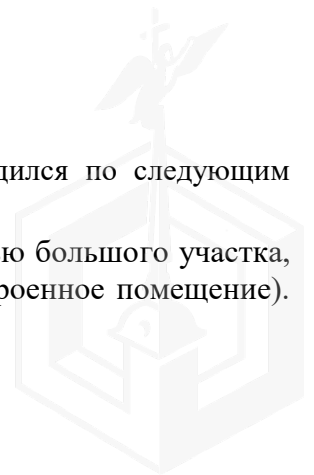 дился по следующим
ю большого участка,
роенное помещение).